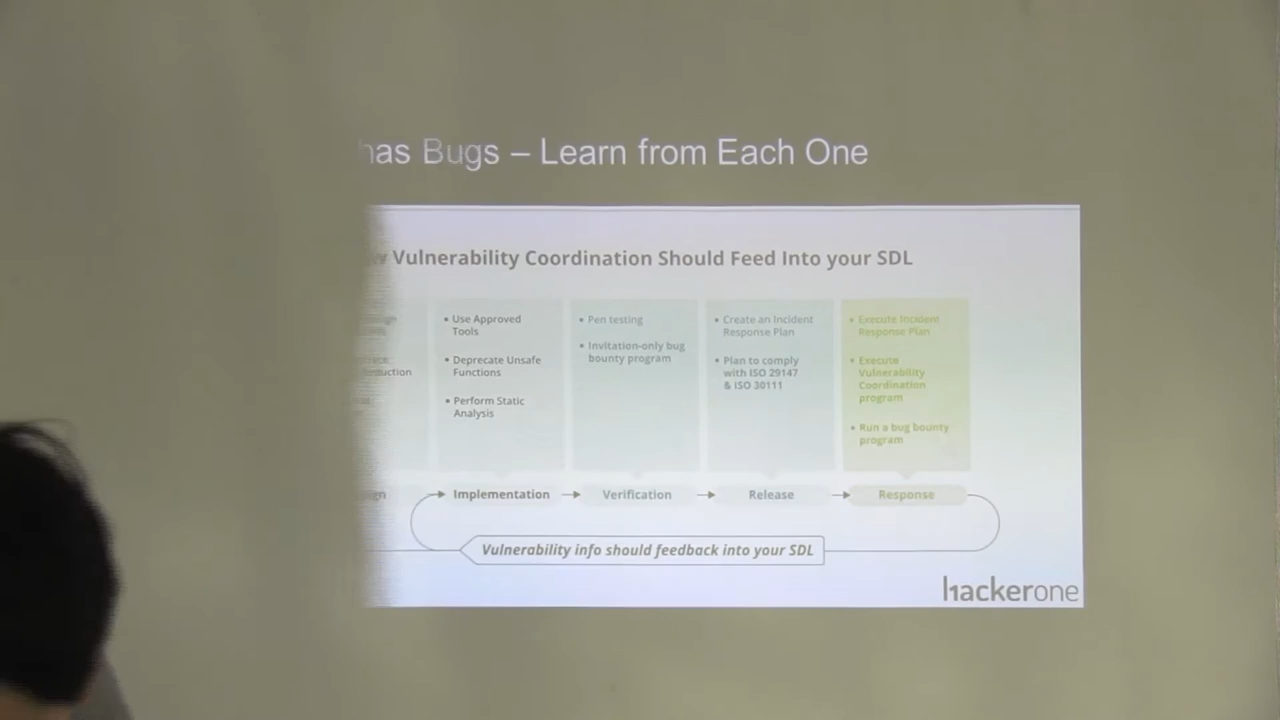 has Bugs – Learn from Each One
Vulnerability Coordination Should Feed Into your SDL
• Use Approved
Tools
• Deprecate Unsafe
Functions
• Perform Static
Analysis
• Pen testing
• Invitation-only bug
bounty program
• Create an Incident
Response Plan
• Plan to comply
with ISO 29147
& ISO 30111
• Execute Incident
Response Plan
• Execute
Vulnerability
Coordination
program
• Run a bug bounty
program
Implementation
Verification
Release
Response
Vulnerability info should feedback into your SDL
hackerone